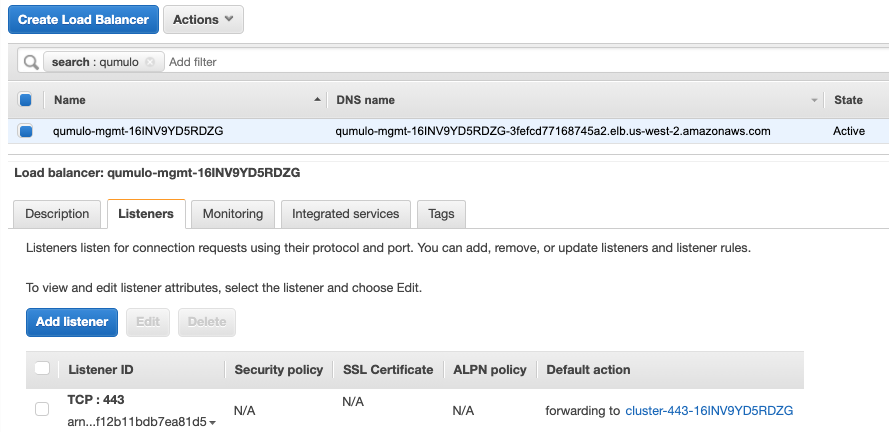 Create Load Balancer Actions
search : qumulo Add filter
Name DNS name State
qumulo-mgmt-16INV9YD5RDZG qumulo-mgmt-16INV9YD5RDZG-3fefcd77168745a2.elb.us-west-2.amazonaws.com Active
Load balancer: qumulo-mgmt-16INV9YD5RDZG
Description Listeners Monitoring Integrated services Tags
Listeners listen for connection requests using their protocol and port. You can add, remove, or update listeners and listener rules.
To view and edit listener attributes, select the listener and choose Edit.
Add listener Edit Delete
Listener ID Security policy SSL Certificate ALPN policy Default action
TCP : 443
arn...f12b11bdb7ea81d5 N/A N/A N/A forwarding to cluster-443-16INV9YD5RDZG